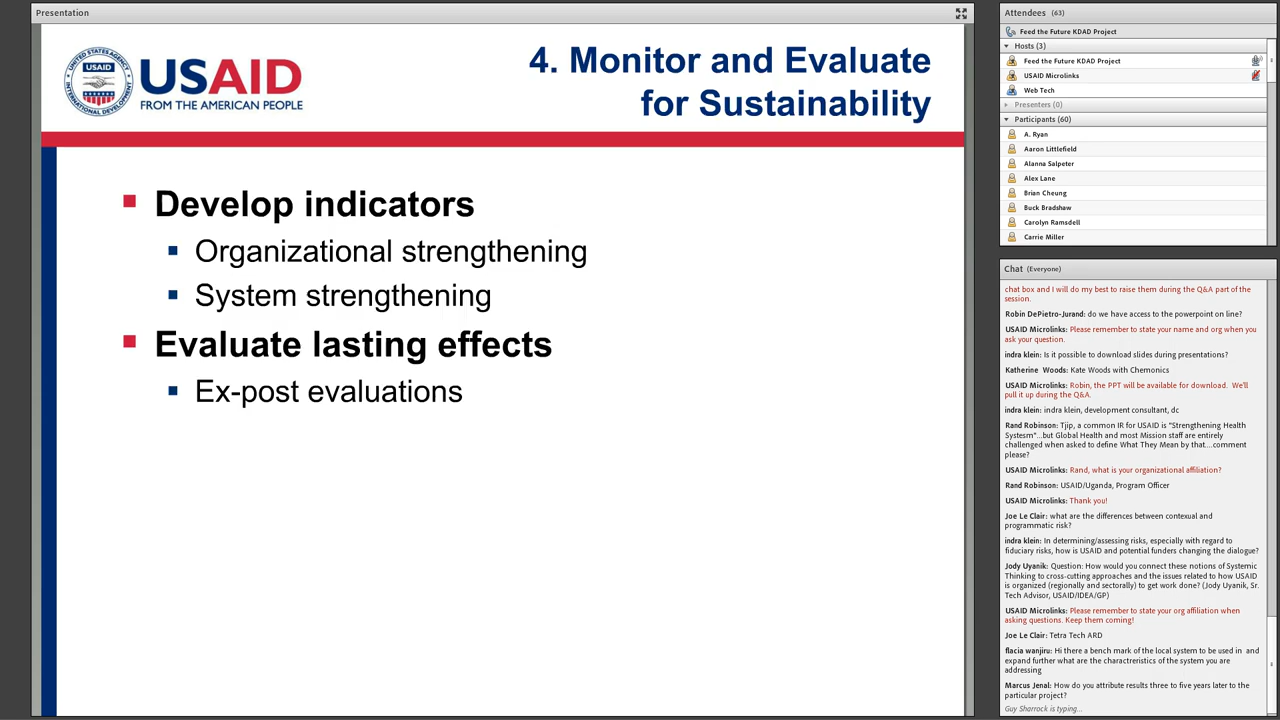 Presentation
UNITED STATES AGENCY
USAID
INTERNATIONAL DEVELOPMENT
USAID
FROM THE AMERICAN PEOPLE
4. Monitor and Evaluate
for Sustainability
Develop indicators
Organizational strengthening
System strengthening
Evaluate lasting effects
Ex-post evaluations
Attendees (63)
Feed the Future KDAD Project
Hosts (3)
Feed the Future KDAD Project
USAID Microlinks
Web Tech
Presenters (0)
Participants (60)
A. Ryan
Aaron Littlefield
Alanna Salpeter
Alex Lane
Brian Cheung
Buck Bradshaw
Carolyn Ramsdell
Carrie Miller
Chat (Everyone)
chat box and I will do my best to raise them during the Q&A part of the
session.
Robin DePietro-Jurand: do we have access to the powerpoint on line?
USAID Microlinks: Please remember to state your name and org when you
ask your question.
indra klein: Is it possible to download slides during presentations?
Katherine Woods: Kate Woods with Chemonics
USAID Microlinks: Robin, the PPT will be available for download. We'll
pull it up during the Q&A.
indra klein: indra klein, development consultant, dc
Rand Robinson: Tjip, a common IR for USAID is "Strengthening Health
Systesm"...but Global Health and most Mission staff are entirely
challenged when asked to define What They Mean by that....comment
please?
USAID Microlinks: Rand, what is your organizational affiliation?
Rand Robinson: USAID/Uganda, Program Officer
USAID Microlinks: Thank you!
Joe Le Clair: what are the differences between contexual and
programmatic risk?
indra klein: In determining/assessing risks, especially with regard to
fiduciary risks, how is USAID and potential funders changing the dialogue?
Jody Uyanik: Question: How would you connect these notions of Systemic
Thinking to cross-cutting approaches and the issues related to how USAID
is organized (regionally and sectorally) to get work done? (Jody Uyanik, Sr.
Tech Advisor, USAID/IDEA/GP)
USAID Microlinks: Please remember to state your org affiliation when
asking questions. Keep them coming!
Joe Le Clair: Tetra Tech ARD
flacia wanjiru: Hi there a bench mark of the local system to be used in and
expand further what are the charactreristics of the system you are
addressing
Marcus Jenal: How do you attribute results three to five years later to the
particular project?
Guy Sharrock is typing...